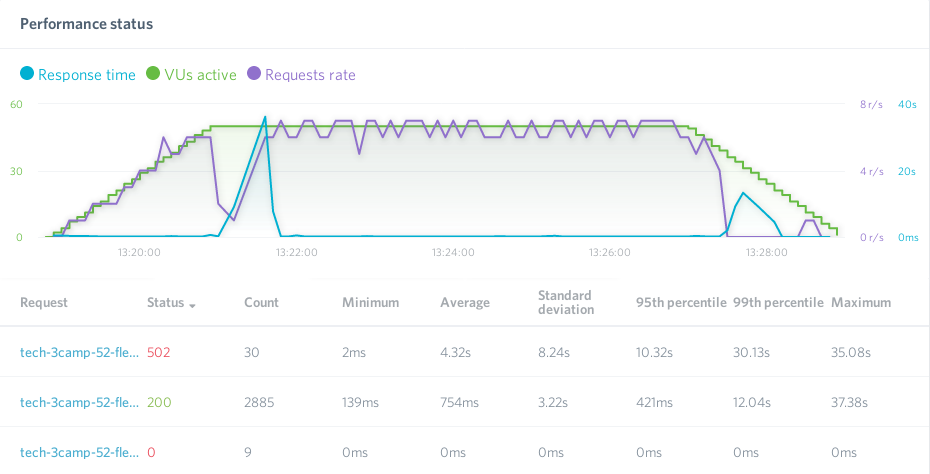 Performance status
Response time VUs active Requests rate
60 8 r/s 40s
30 4 r/s 20s
0 0 r/s 0ms
13:20:00 13:22:00 13:24:00 13:26:00 13:28:00
Request Status Count Minimum Average Standard deviation 95th percentile 99th percentile Maximum
tech-3camp-52-fle... 502 30 2ms 4.32s 8.24s 10.32s 30.13s 35.08s
tech-3camp-52-fle... 200 2885 139ms 754ms 3.22s 421ms 12.04s 37.38s
tech-3camp-52-fle... 0 9 0ms 0ms 0ms 0ms 0ms 0ms